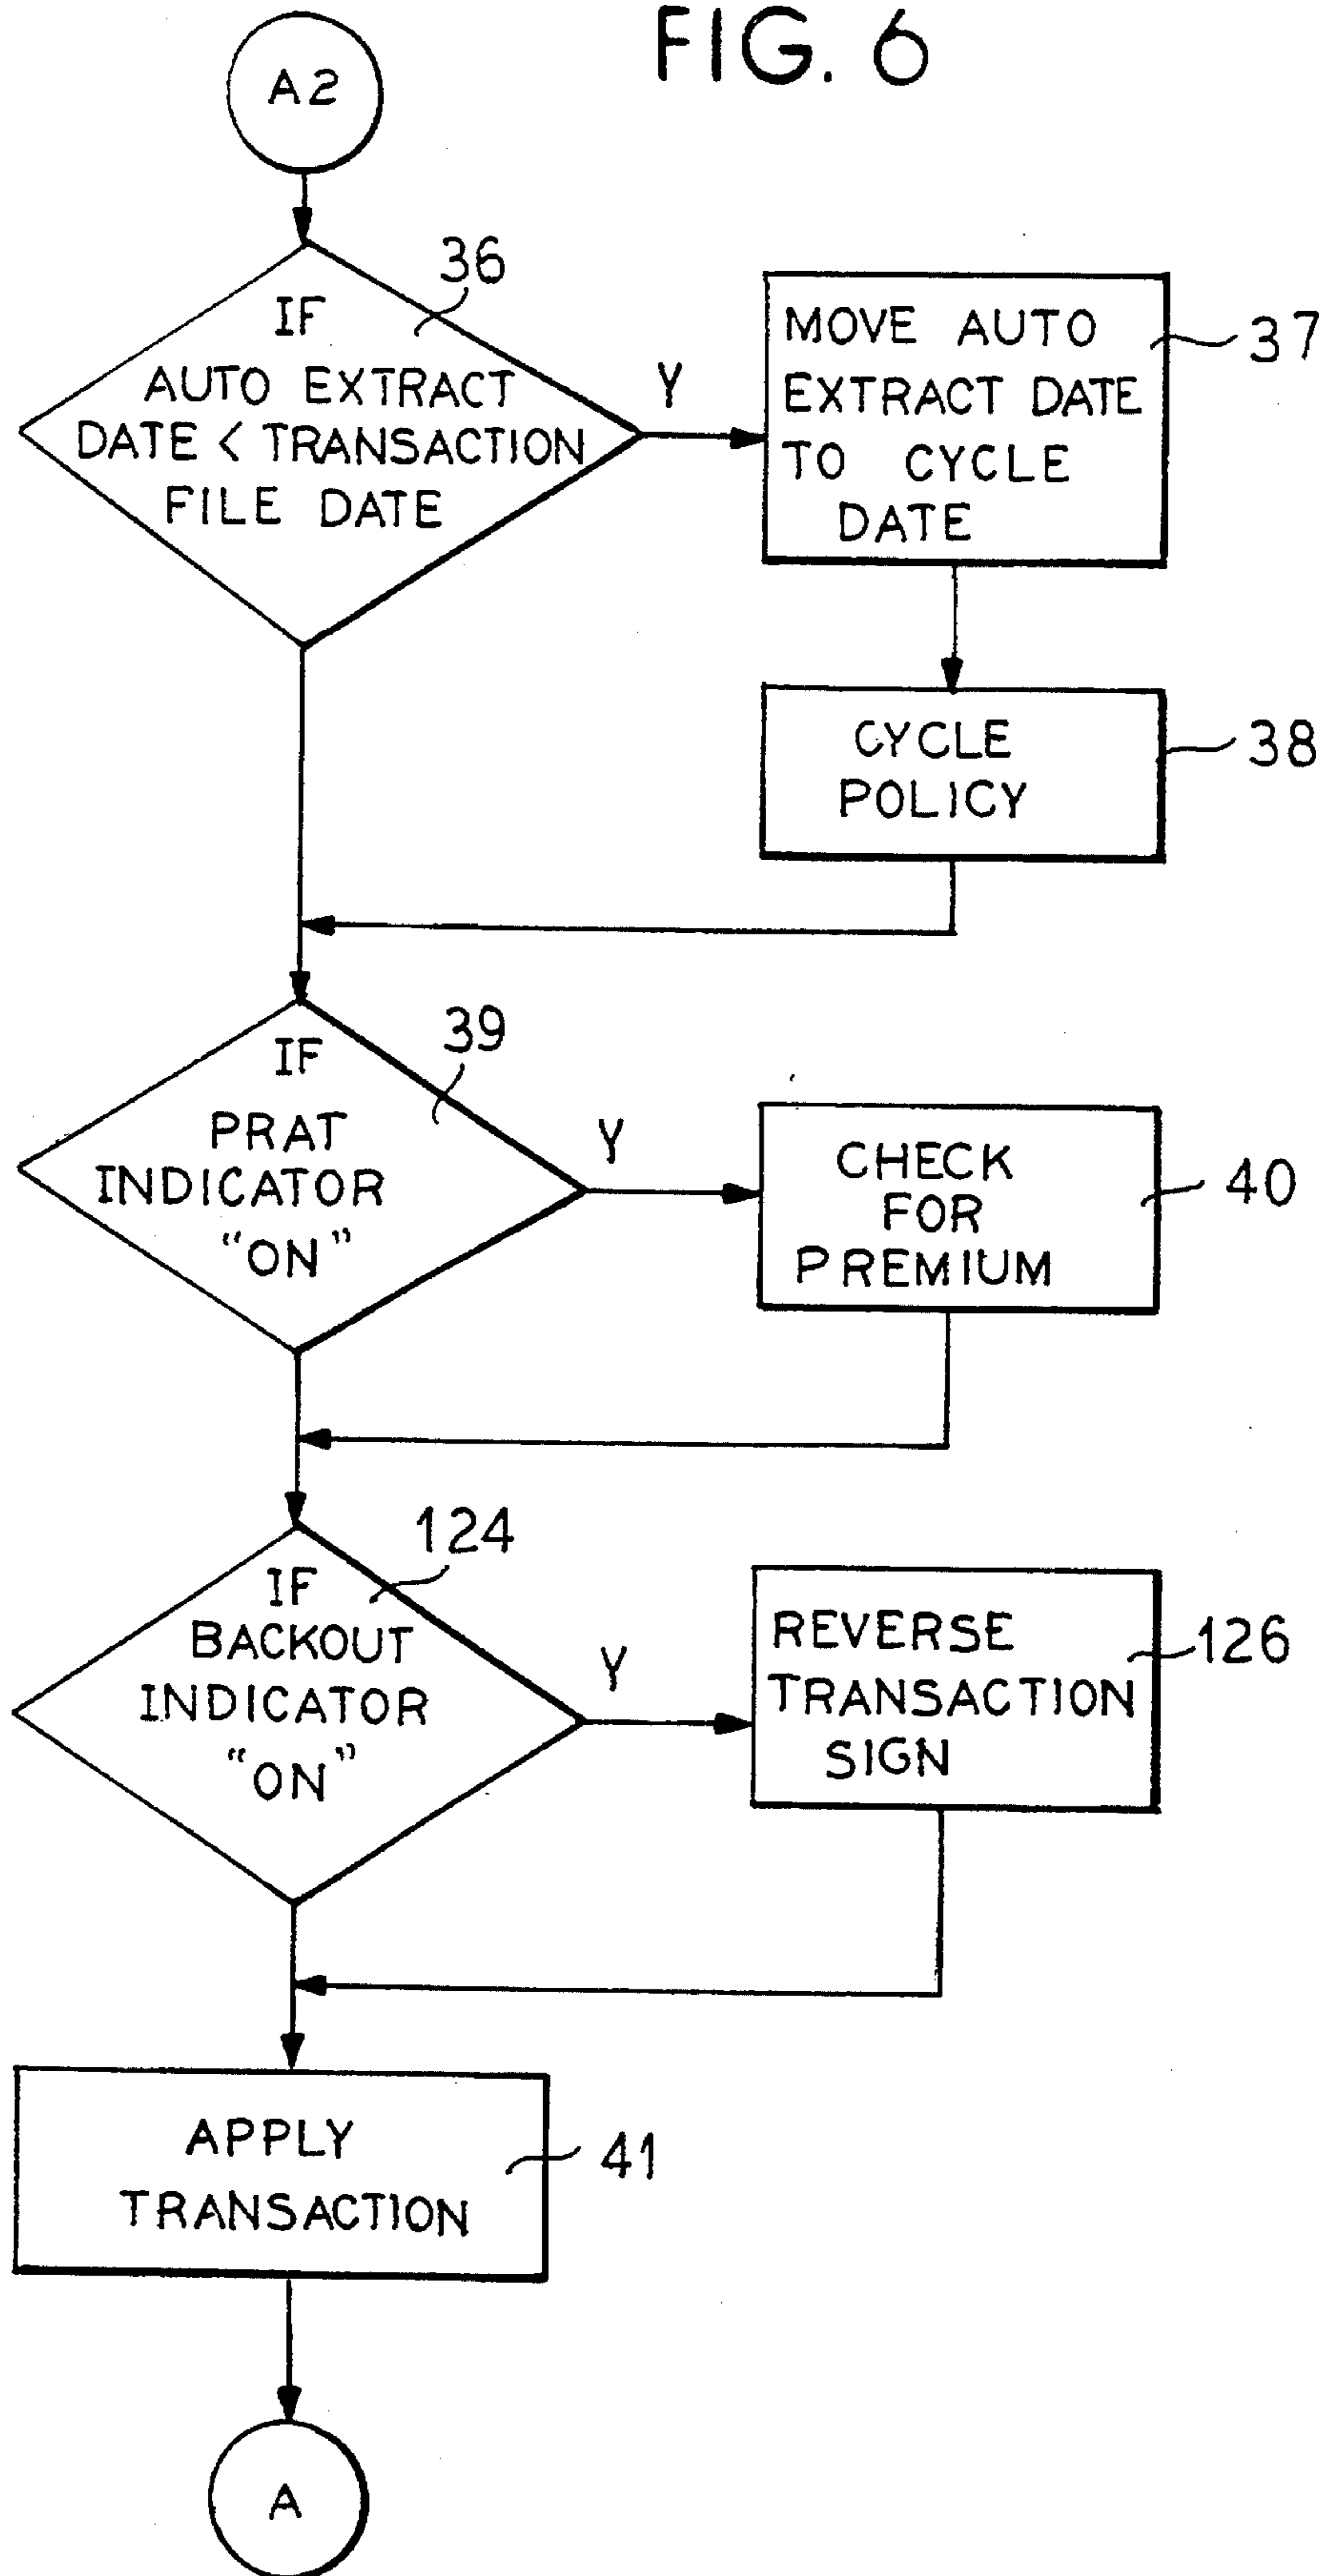 FIG. 6
A2
36
IF
AUTO EXTRACT
DATE < TRANSACTION
FILE DATE
Y
MOVE AUTO
EXTRACT DATE
TO CYCLE
DATE
37
CYCLE
POLICY
38
39
IF
PRAT
INDICATOR
“ON”
Y
CHECK
FOR
PREMIUM
40
124
IF
BACKOUT
INDICATOR
“ON”
Y
REVERSE
TRANSACTION
SIGN
126
APPLY
TRANSACTION
41
A